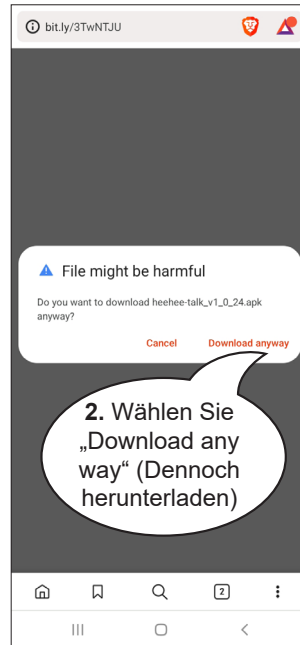 bit.ly/3TwNTJU
File might be harmful
Do you want to download heehee-talk_v1_0_24.apk
anyway?
Cancel Download anyway
2. Wählen Sie
„Download any
way“ (Dennoch
herunterladen)
2